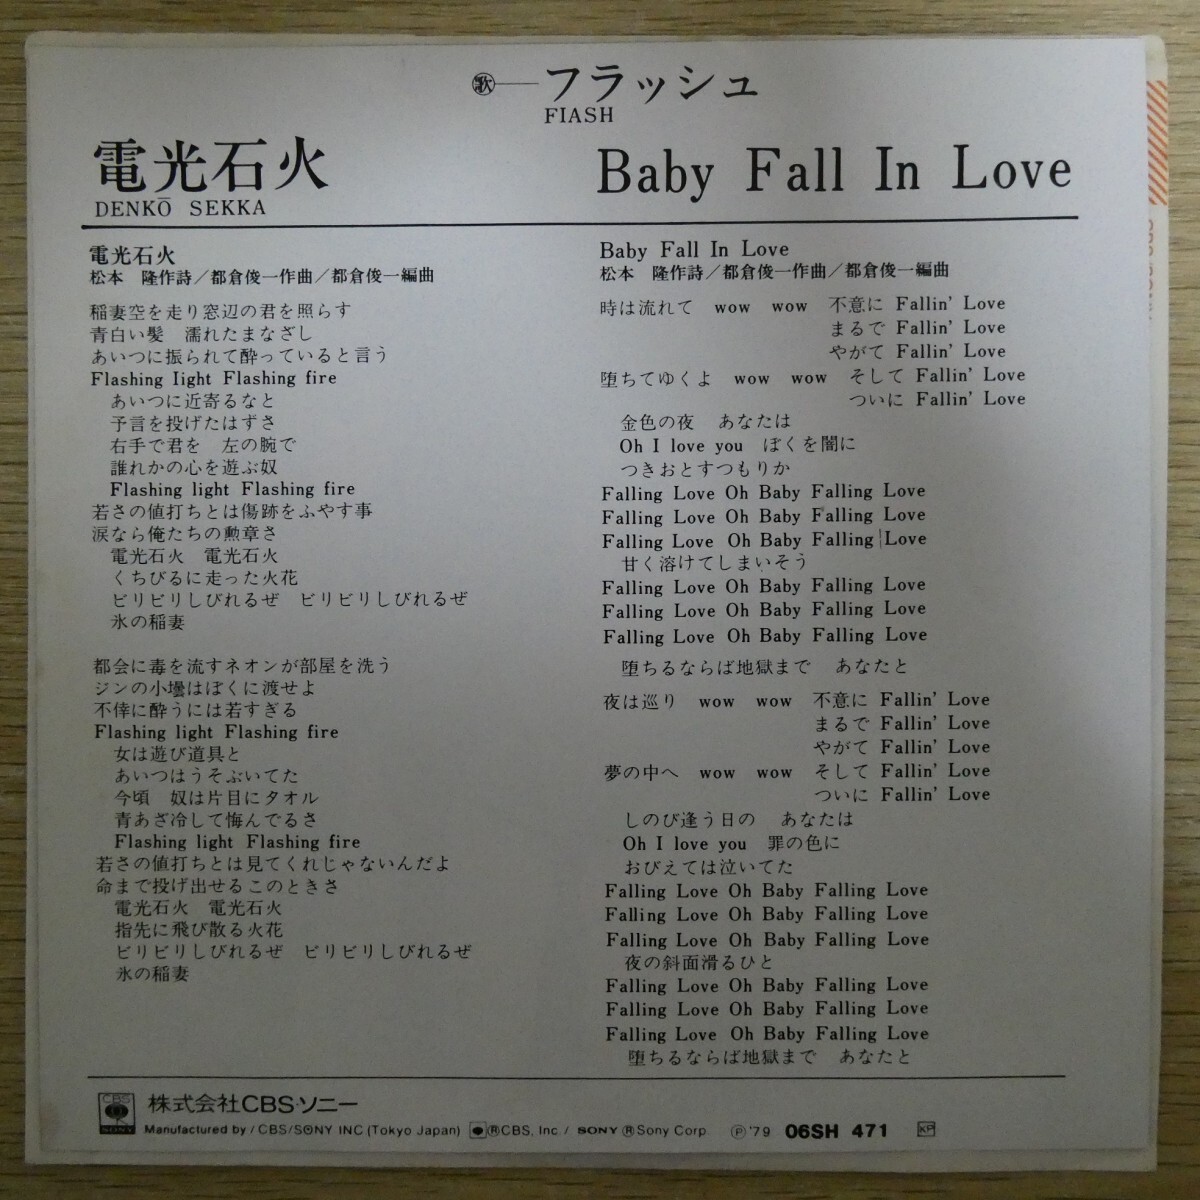 歌──フラッシュ
FIASH
電光石火
DENKŌ SEKKA
Baby Fall In Love
電光石火
松本　隆作詩／都倉俊一作曲／都倉俊一編曲
稲妻空を走り窓辺の君を照らす
青白い髪　濡れたまなざし
あいつに振られて酔っていると言う
Flashing Iight Flashing fire
あいつに近寄るなと
予言を投げたはずさ
右手で君を　左の腕で
誰れかの心を遊ぶ奴
Flashing light Flashing fire
若さの値打ちとは傷跡をふやす事
涙なら俺たちの勲章さ
電光石火　電光石火
くちびるに走った火花
ビリビリしびれるぜ　ビリビリしびれるぜ
氷の稲妻
都会に毒を流すネオンが部屋を洗う
ジンの小壜はぼくに渡せよ
不倖に酔うには若すぎる
Flashing light Flashing fire
女は遊び道具と
あいつはうそぶいてた
今頃　奴は片目にタオル
青あざ冷して悔んでるさ
Flashing light Flashing fire
若さの値打ちとは見てくれじゃないんだよ
命まで投げ出せるこのときさ
電光石火　電光石火
指先に飛び散る火花
ビリビリしびれるぜ　ビリビリしびれるぜ
氷の稲妻
Baby Fall In Love
松本　隆作詩／都倉俊一作曲／都倉俊一編曲
時は流れて　wow　wow　不意に Fallin' Love
まるで Fallin' Love
やがて Fallin' Love
堕ちてゆくよ　wow　wow　そして Fallin' Love
ついに Fallin' Love
金色の夜　あなたは
Oh I love you　ぼくを闇に
つきおとすつもりか
Falling Love Oh Baby Falling Love
Falling Love Oh Baby Falling Love
Falling Love Oh Baby Falling Love
甘く溶けてしまいそう
Falling Love Oh Baby Falling Love
Falling Love Oh Baby Falling Love
Falling Love Oh Baby Falling Love
堕ちるならば地獄まで　あなたと
夜は巡り　wow　wow　不意に Fallin' Love
まるで Fallin' Love
やがて Fallin' Love
夢の中へ　wow　wow　そして Fallin' Love
ついに Fallin' Love
しのび逢う日の　あなたは
Oh I love you　罪の色に
おびえては泣いてた
Falling Love Oh Baby Falling Love
Falling Love Oh Baby Falling Love
Falling Love Oh Baby Falling Love
夜の斜面滑るひと
Falling Love Oh Baby Falling Love
Falling Love Oh Baby Falling Love
Falling Love Oh Baby Falling Love
堕ちるならば地獄まで　あなたと
CBS SONY
株式会社CBS・ソニー
Manufactured by / CBS/SONY INC (Tokyo Japan) ⓇCBS, Inc. / SONY ⓇSony Corp. Ⓟ'79 06SH 471 KP